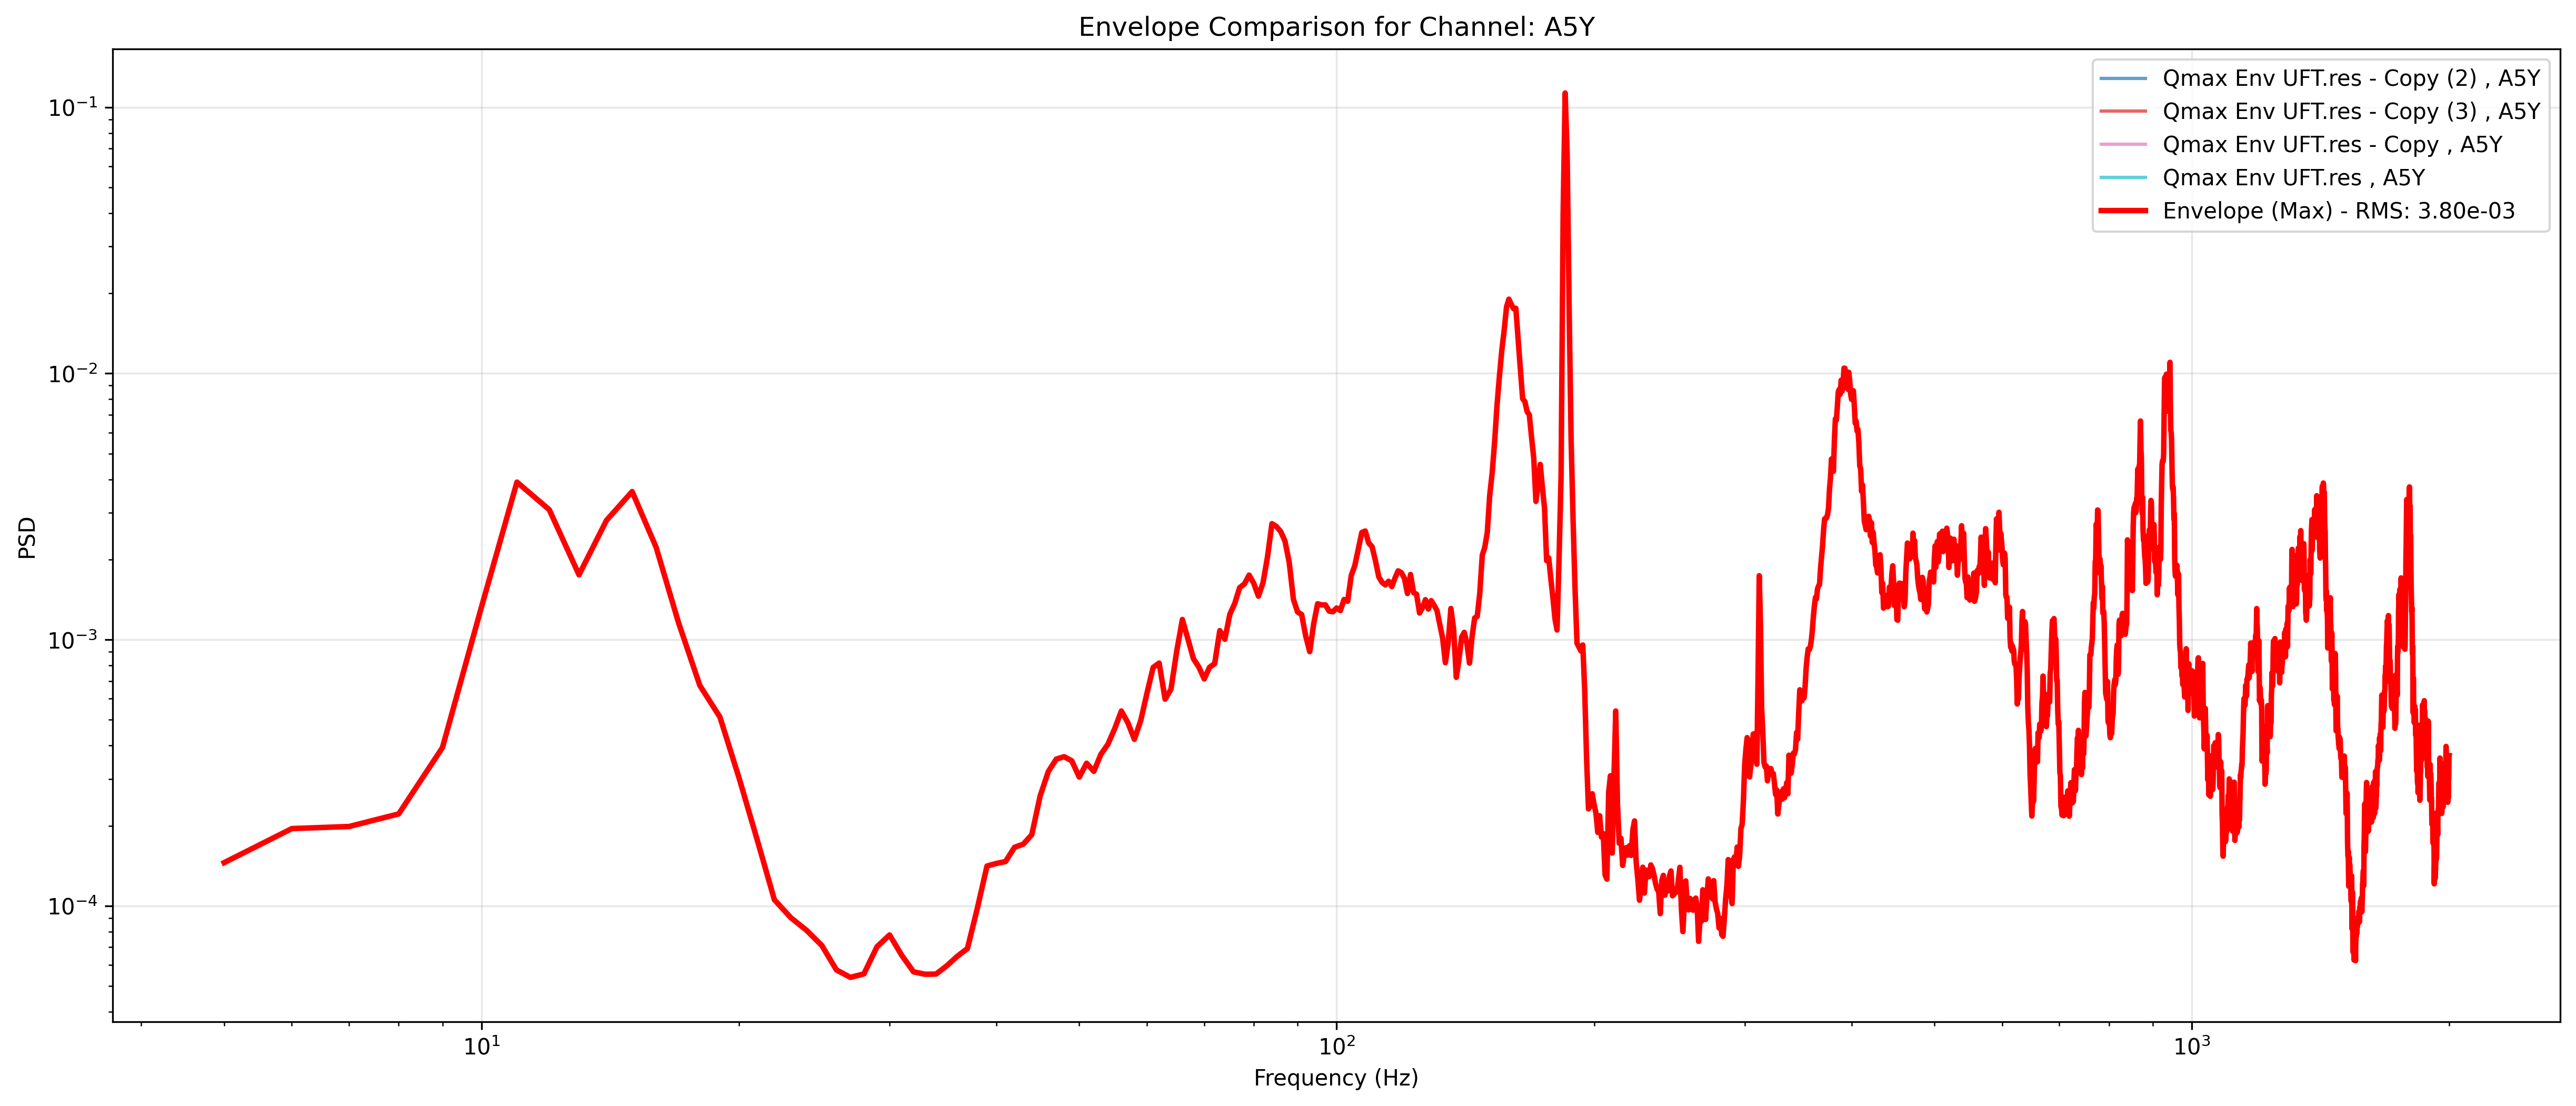 Envelope Comparison for Channel: A5Y
Qmax Env UFT.res - Copy (2) , A5Y
Qmax Env UFT.res - Copy (3) , A5Y
Qmax Env UFT.res - Copy , A5Y
Qmax Env UFT.res , A5Y
Envelope (Max) - RMS: 3.80e-03
PSD
10⁻¹
10⁻²
10⁻³
10⁻⁴
10¹
10²
10³
Frequency (Hz)